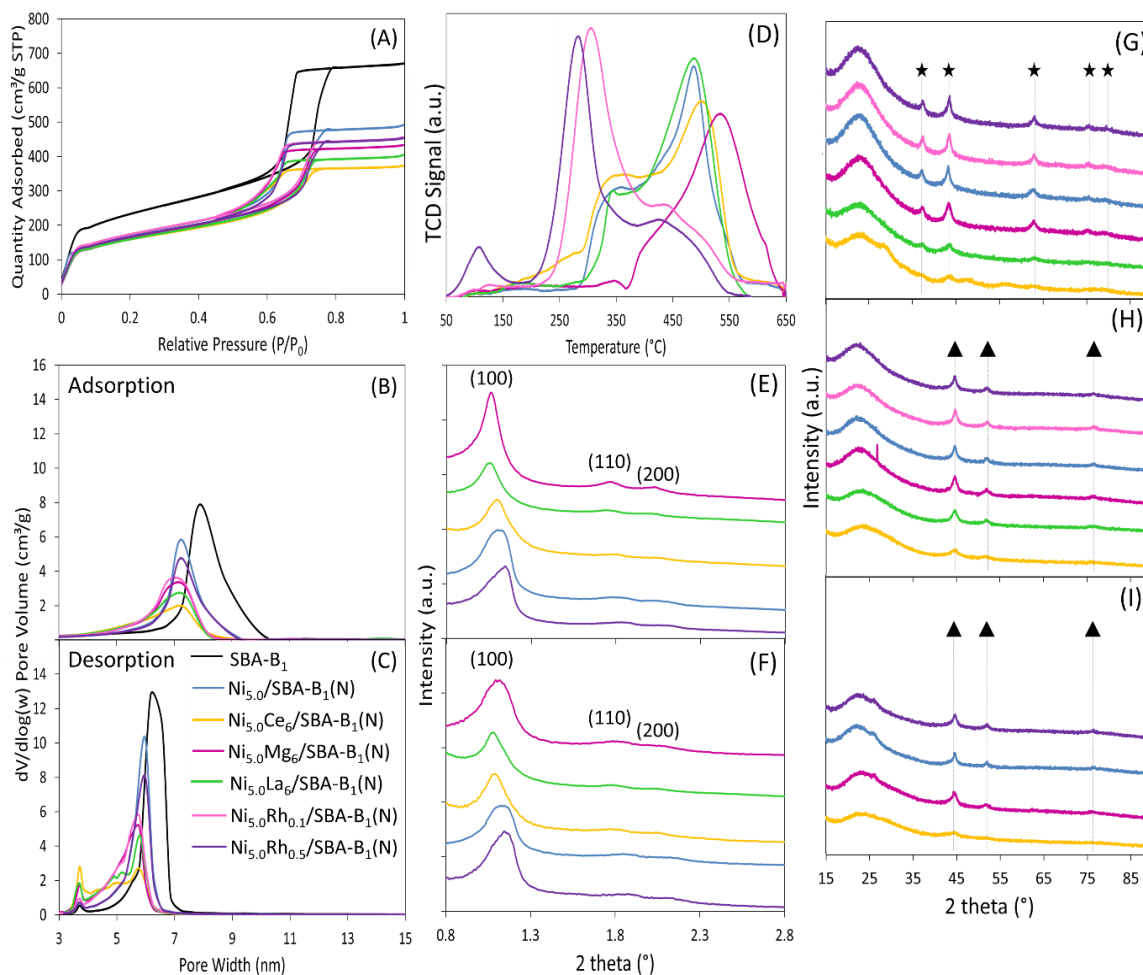 (A)
Quantity Adsorbed (cm³/g STP)
800
700
600
500
400
300
200
100
0
0 0.2 0.4 0.6 0.8 1
Relative Pressure (P/P₀)
(D)
TCD Signal (a.u.)
50 150 250 350 450 550 650
Temperature (°C)
(G)
(H)
(I)
Intensity (a.u.)
15 25 35 45 55 65 75 85
2 theta (°)
Adsorption (B)
16
14
12
10
8
6
4
2
dV/dlog(w) Pore Volume (cm³/g)
Desorption (C)
16
14
12
10
8
6
4
2
0
SBA-B₁
Ni₅.₀/SBA-B₁(N)
Ni₅.₀Ce₆/SBA-B₁(N)
Ni₅.₀Mg₆/SBA-B₁(N)
Ni₅.₀La₆/SBA-B₁(N)
Ni₅.₀Rh₀.₁/SBA-B₁(N)
Ni₅.₀Rh₀.₅/SBA-B₁(N)
3 5 7 9 11 13 15
Pore Width (nm)
(E)
(100)
(110)
(200)
Intensity (a.u.)
(F)
(100)
(110)
(200)
0.8 1.3 1.8 2.3 2.8
2 theta (°)